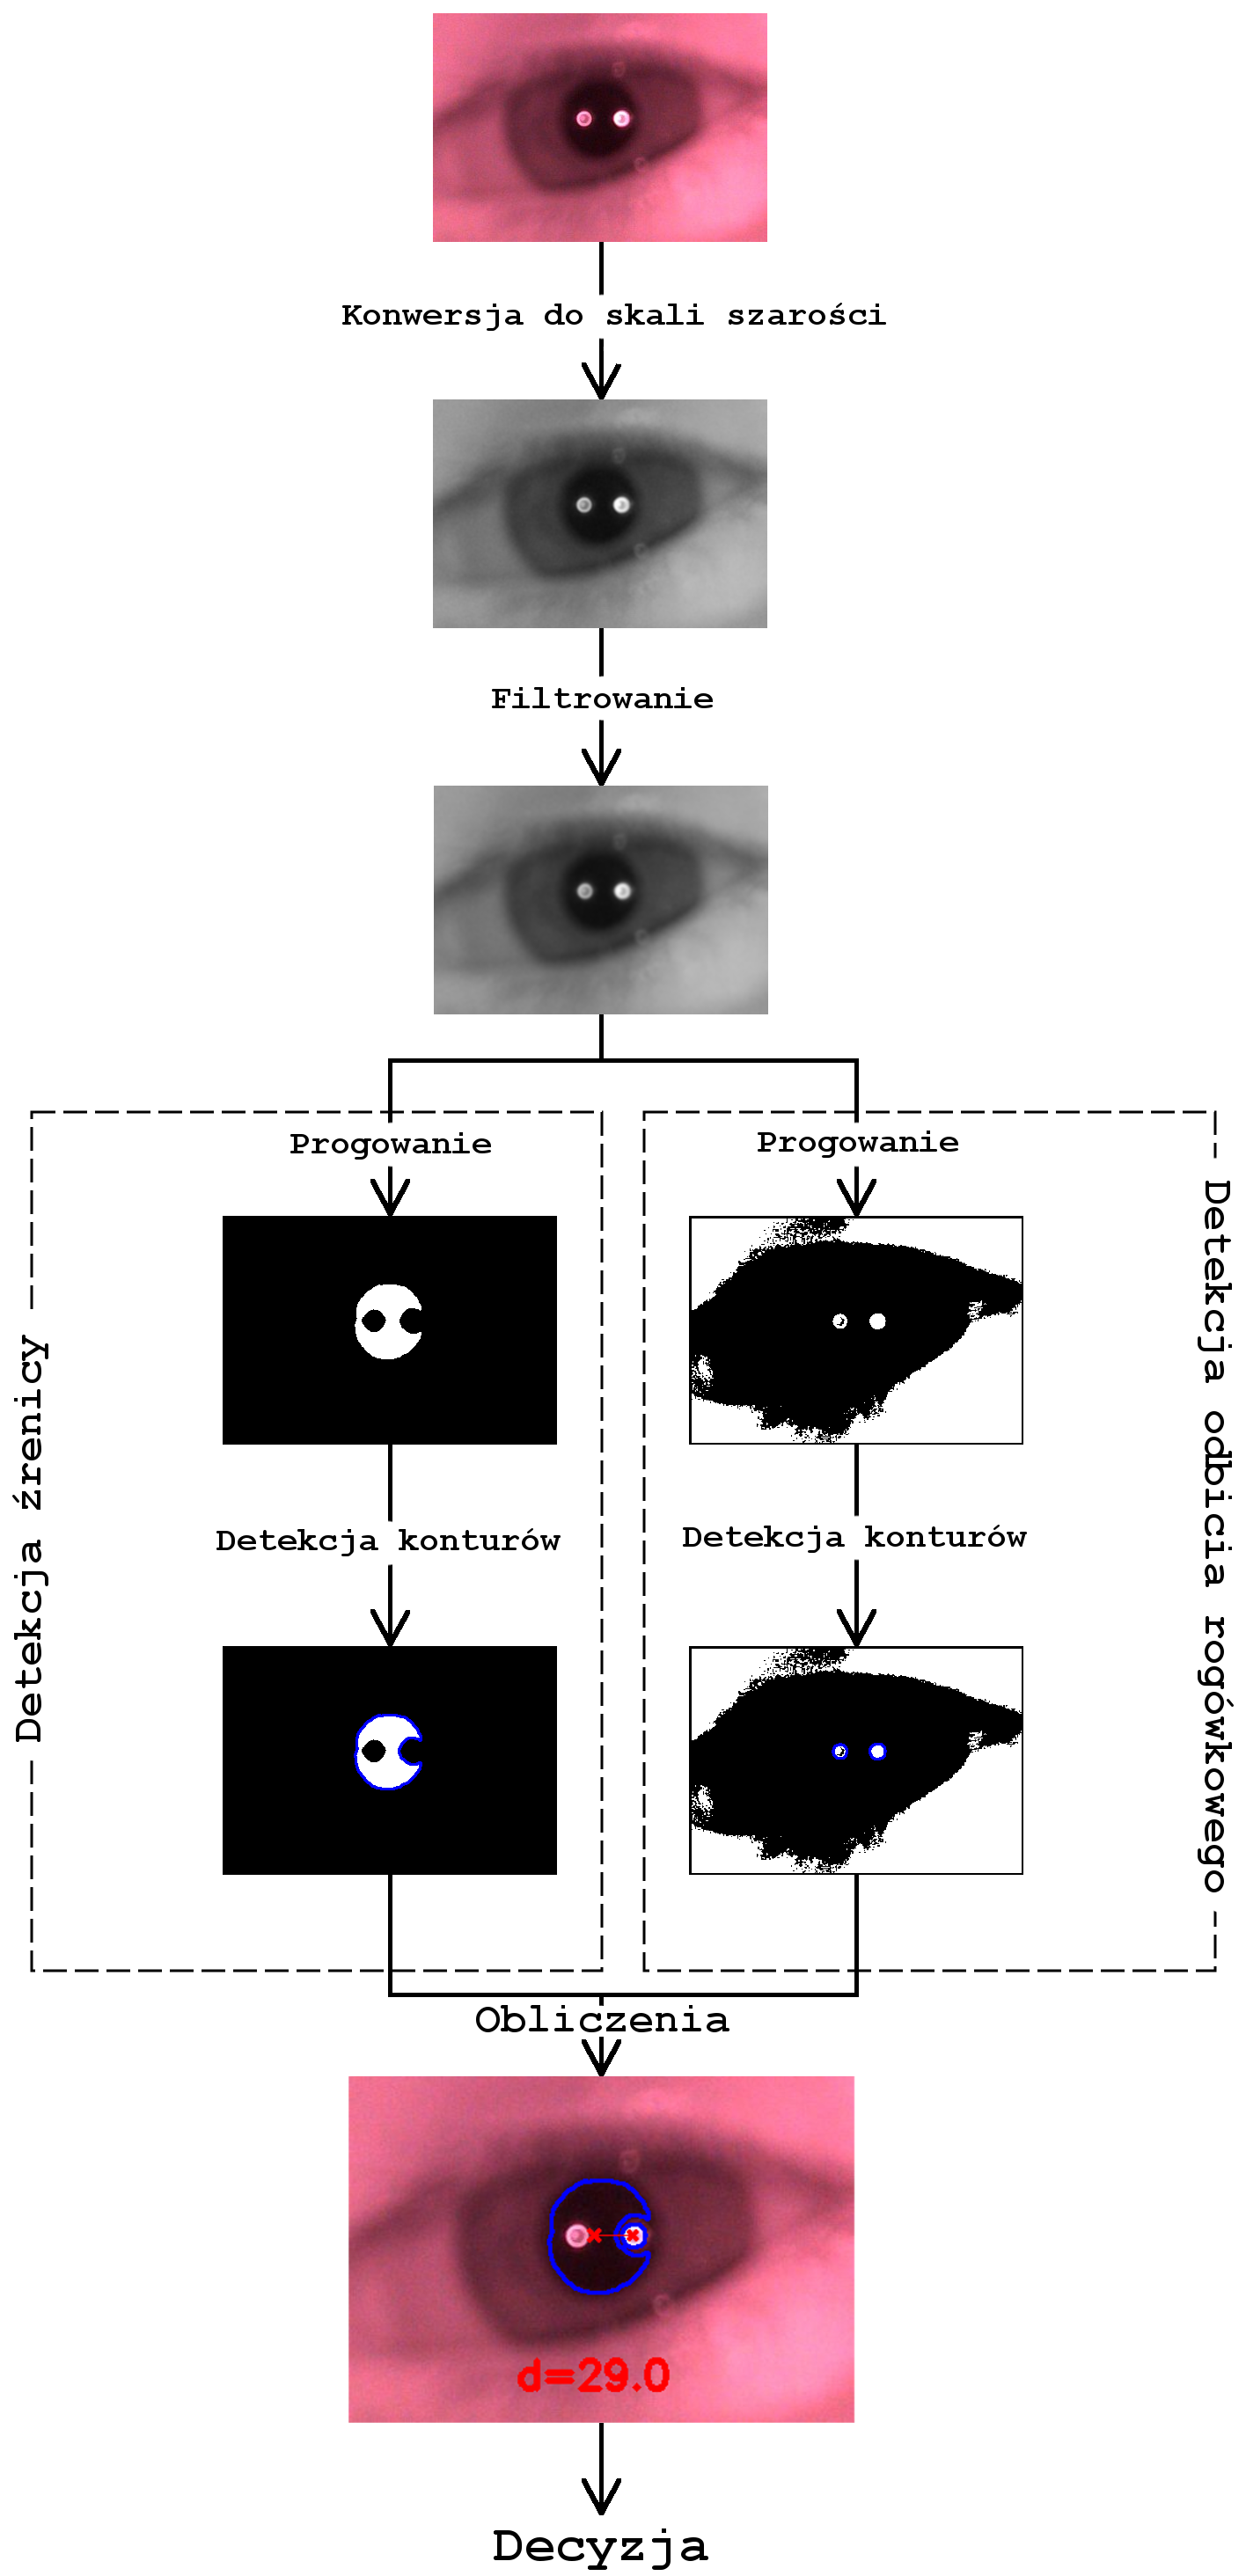 Konwersja do skali szarości
Filtrowanie
Detekcja źrenicy
Progowanie
Detekcja konturów
Progowanie
Detekcja konturów
Detekcja odbicia rogówkowego
Obliczenia
d=29.0
Decyzja